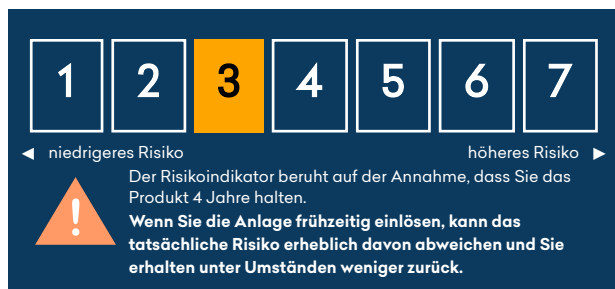 1 2 3 4 5 6 7
◄ niedrigeres Risiko höheres Risiko ►
Der Risikoindikator beruht auf der Annahme, dass Sie das
Produkt 4 Jahre halten.
!
Wenn Sie die Anlage frühzeitig einlösen, kann das
tatsächliche Risiko erheblich davon abweichen und Sie
erhalten unter Umständen weniger zurück.